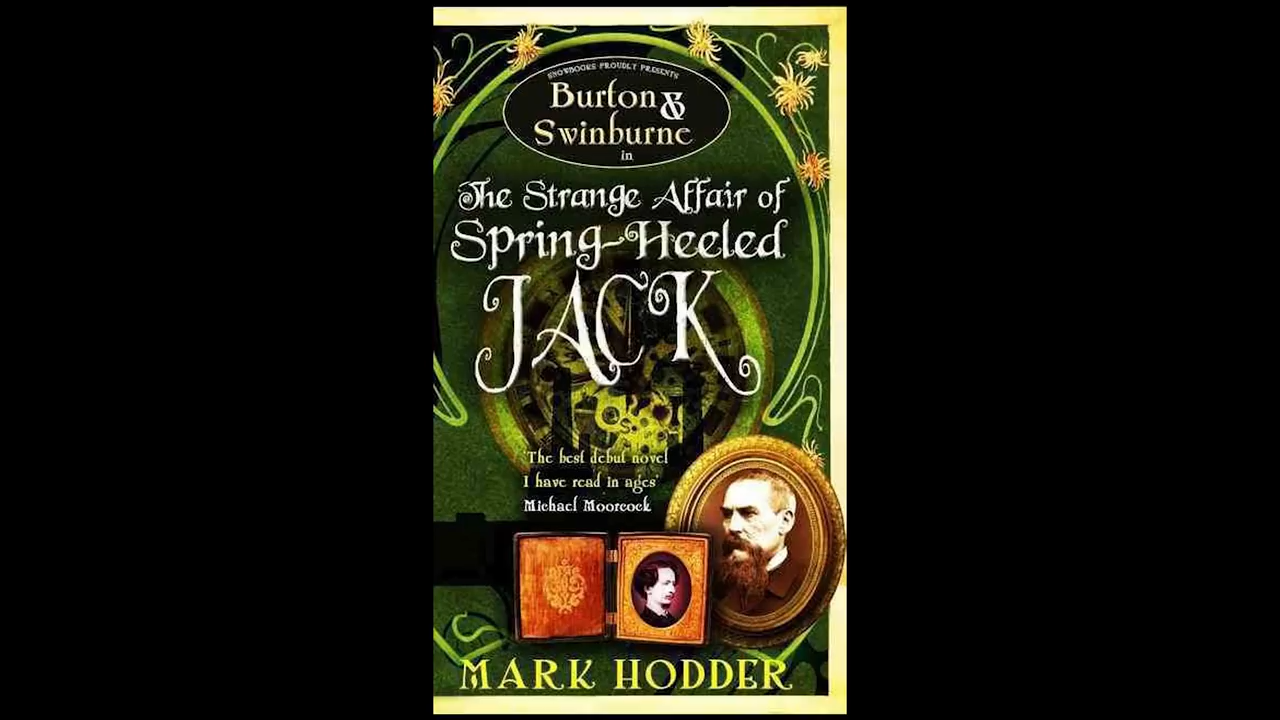 SNOWBOOKS PROUDLY PRESENTS
Burton &
Swinburne
in
The Strange Affair of
Spring-Heeled
JACK
'The best debut novel
I have read in ages'
Michael Moorcock
MARK HODDER